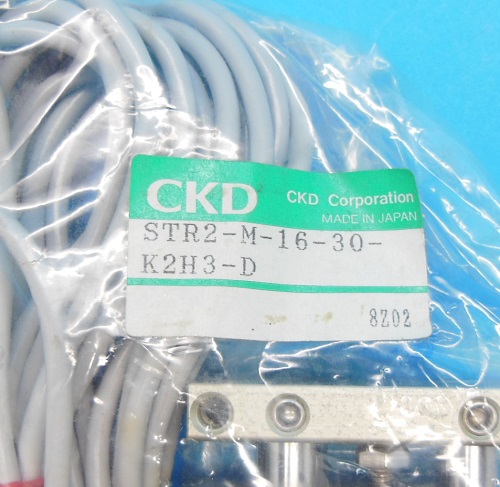 CKD
CKD Corporation
MADE IN JAPAN
STR2-M-16-30-
K2H3-D
8Z02